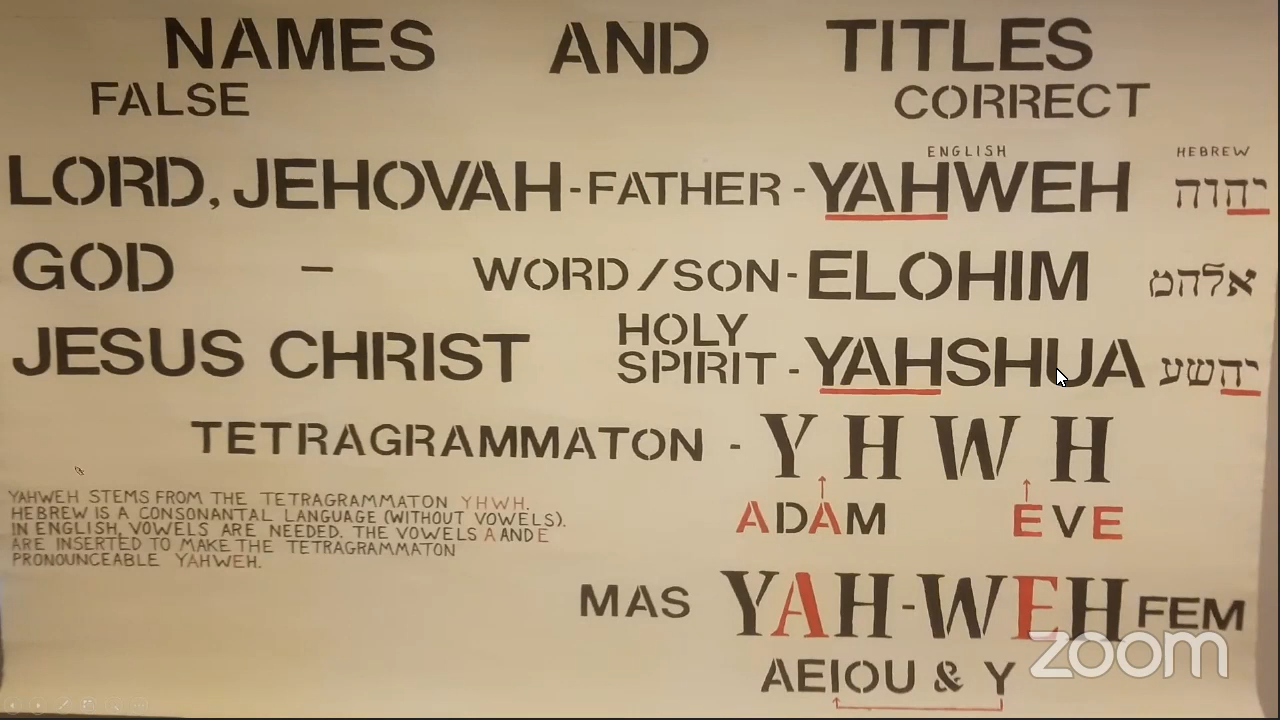 NAMES AND TITLES
FALSE CORRECT
ENGLISH HEBREW
LORD, JEHOVAH-FATHER-YAHWEH יהוה
GOD - WORD/SON-ELOHIM אלהמ
JESUS CHRIST HOLY SPIRIT - YAHSHUA יהשע
TETRAGRAMMATON - Y H W H
YAHWEH STEMS FROM THE TETRAGRAMMATON YHWH.
HEBREW IS A CONSONANTAL LANGUAGE (WITHOUT VOWELS).
IN ENGLISH, VOWELS ARE NEEDED. THE VOWELS A AND E
ARE INSERTED TO MAKE THE TETRAGRAMMATON
PRONOUNCEABLE YAHWEH.
ADAM EVE
MAS YAH-WEH FEM
AEIOU & Y
zoom